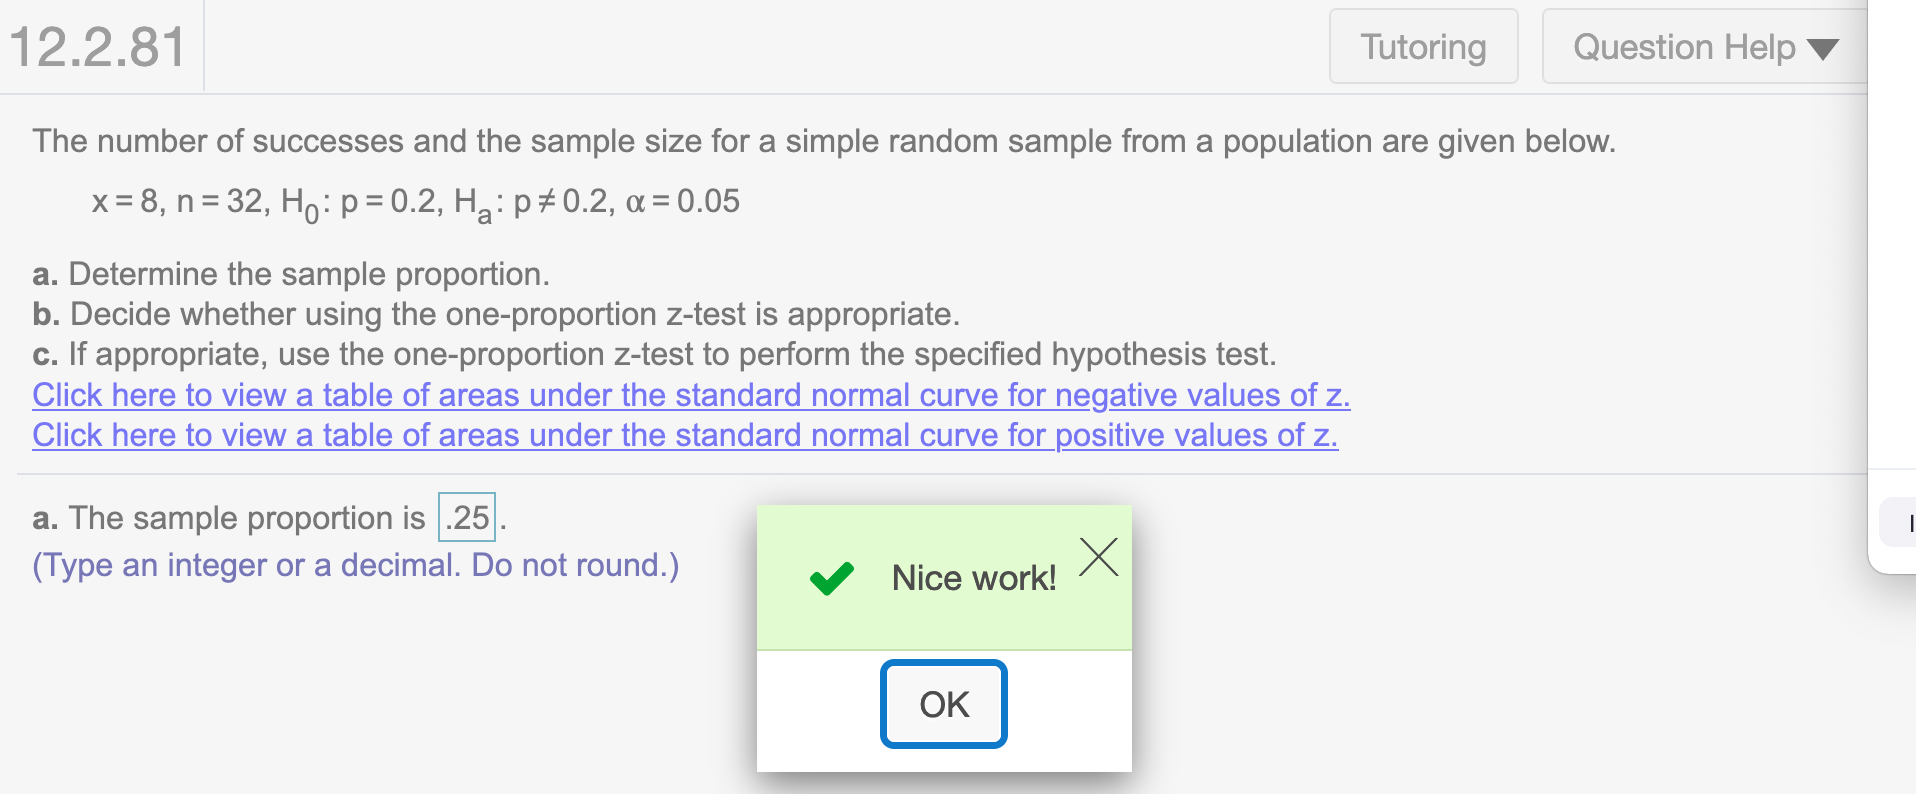 12.2.81
Tutoring
Question Help ▼
The number of successes and the sample size for a simple random sample from a population are given below.
x = 8, n = 32, H₀: p = 0.2, Hₐ: p ≠ 0.2, α = 0.05
a. Determine the sample proportion.
b. Decide whether using the one-proportion z-test is appropriate.
c. If appropriate, use the one-proportion z-test to perform the specified hypothesis test.
Click here to view a table of areas under the standard normal curve for negative values of z.
Click here to view a table of areas under the standard normal curve for positive values of z.
a. The sample proportion is .25.
(Type an integer or a decimal. Do not round.)
Nice work!
OK